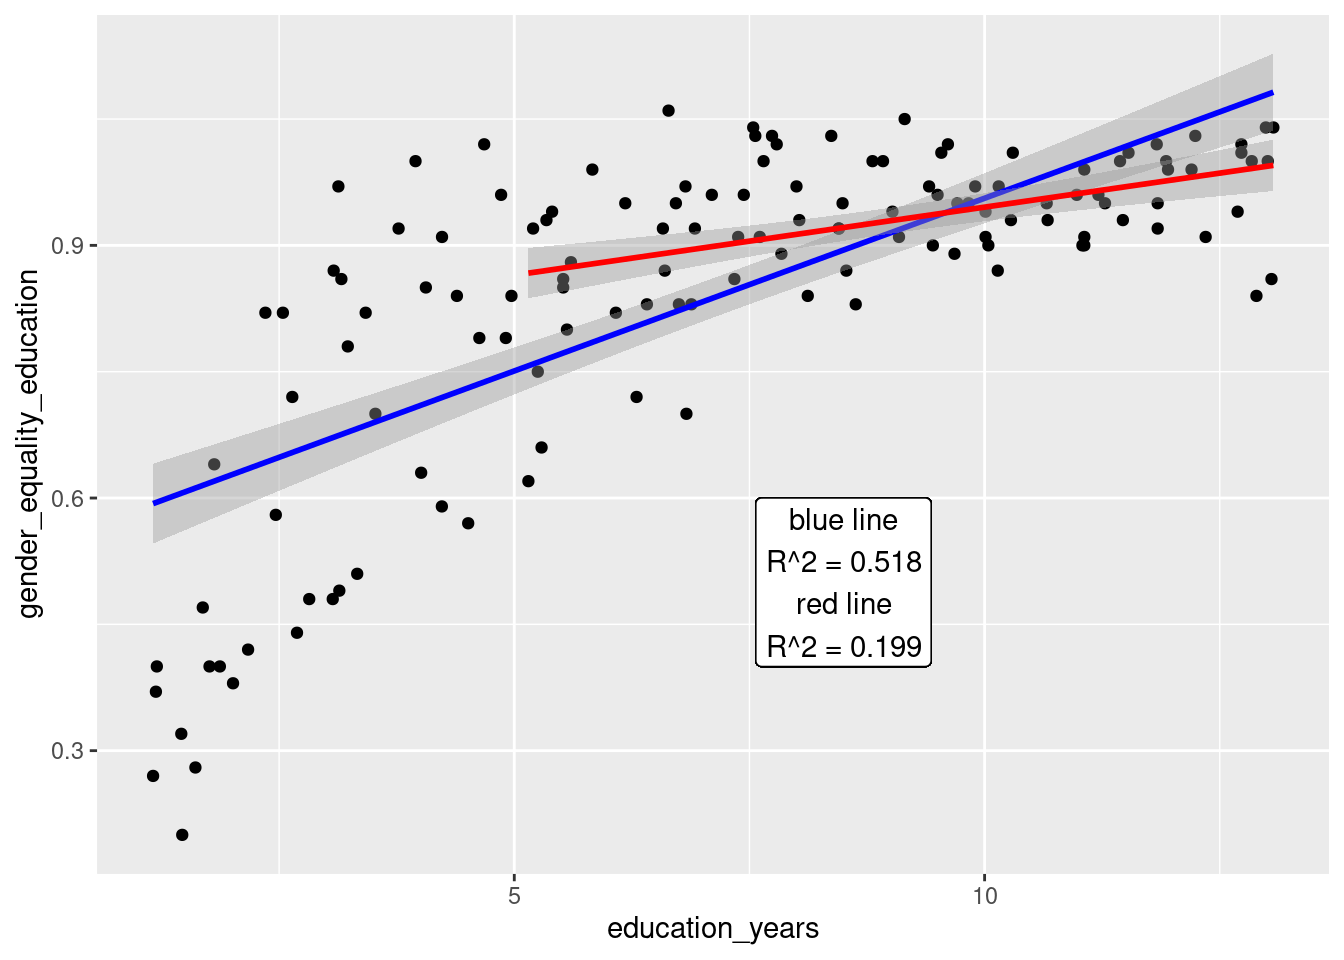 gender_equality_education
0.9
0.6
0.3
blue line
R^2 = 0.518
red line
R^2 = 0.199
5
10
education_years